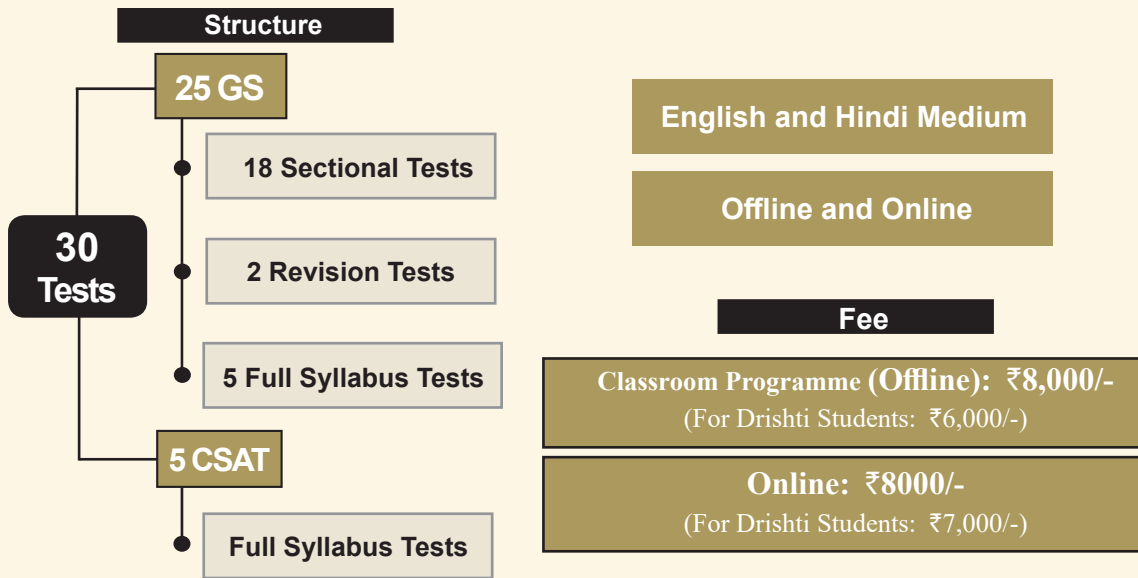 Structure
25 GS
18 Sectional Tests
2 Revision Tests
5 Full Syllabus Tests
30
Tests
5 CSAT
Full Syllabus Tests
English and Hindi Medium
Offline and Online
Fee
Classroom Programme (Offline): ₹8,000/-
(For Drishti Students: ₹6,000/-)
Online: ₹8000/-
(For Drishti Students: ₹7,000/-)